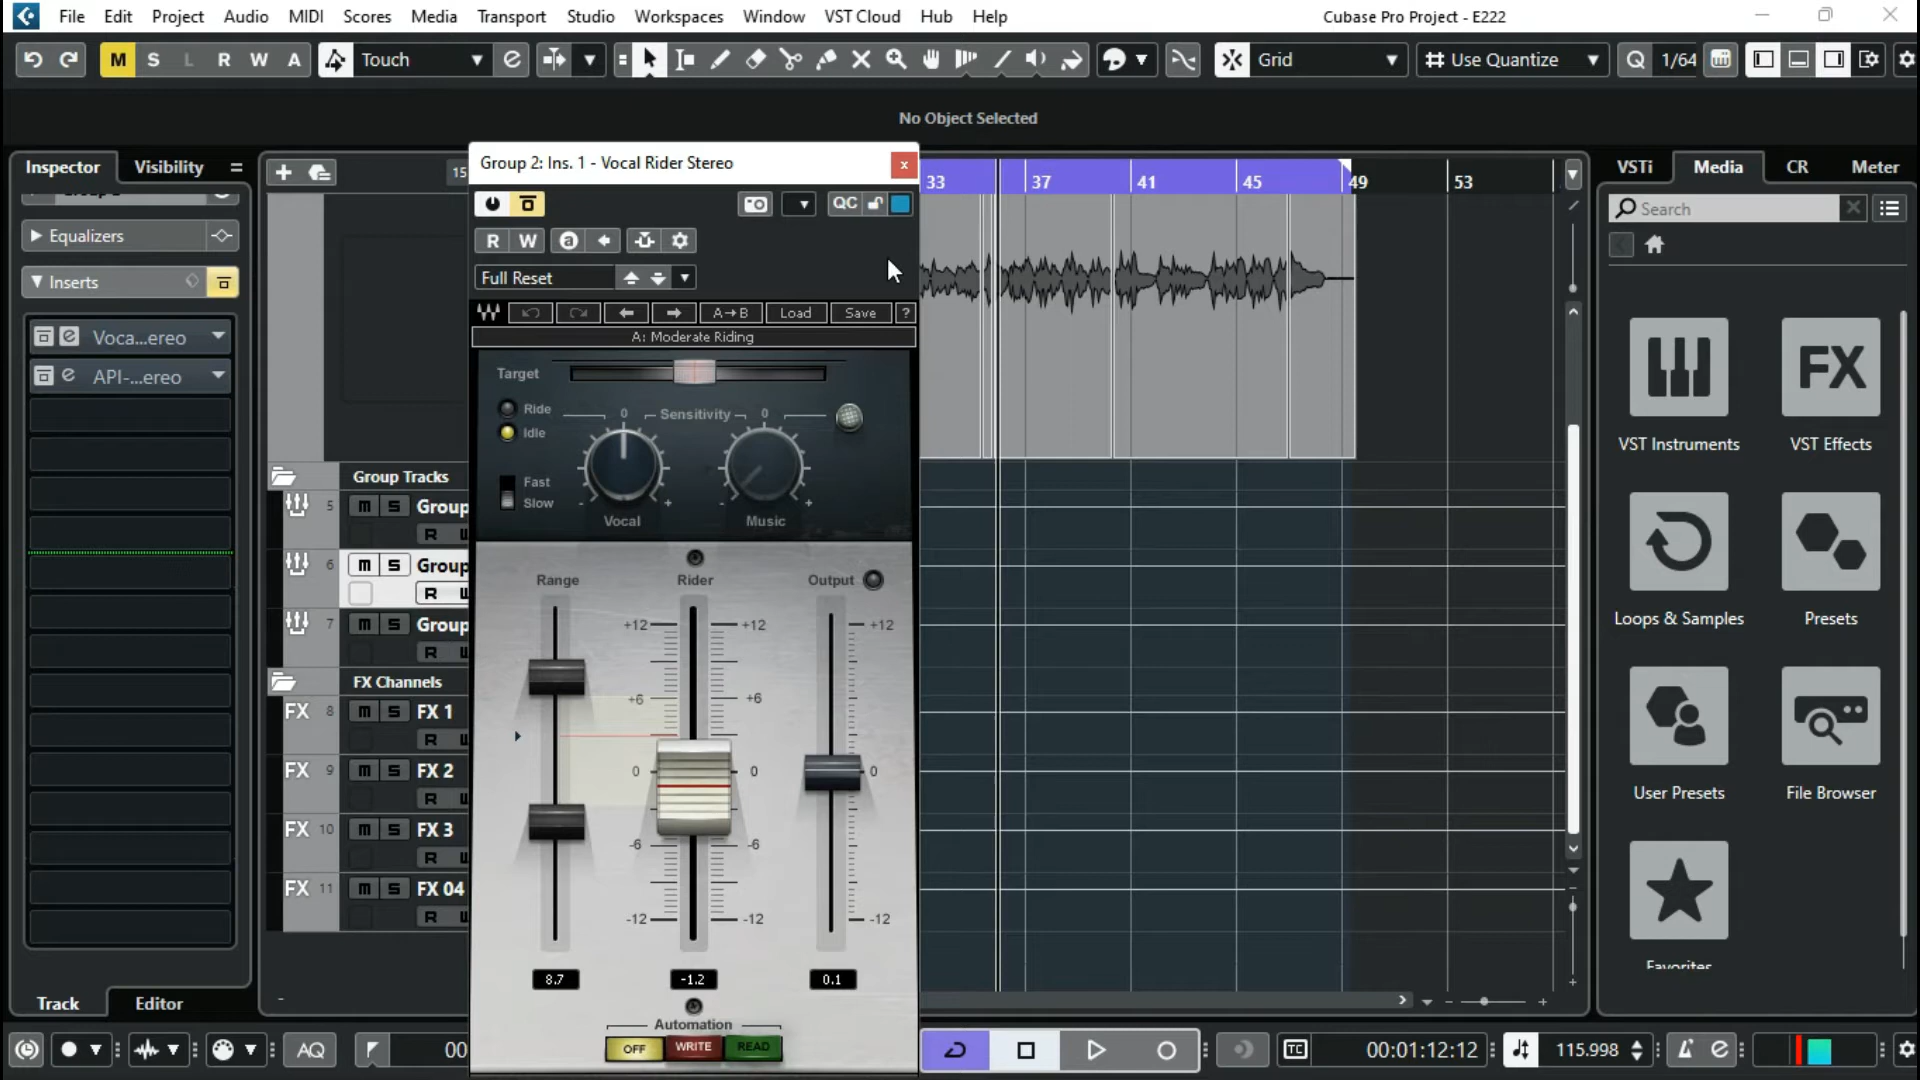 File Edit Project Audio MIDI Scores Media Transport Studio Workspaces Window VST Cloud Hub Help
Cubase Pro Project - E222
M S L R W A Touch Grid Use Quantize Q 1/64
No Object Selected
Inspector Visibility
Equalizers
Inserts
Voca...ereo
API-...ereo
Track Editor
15
Group Tracks
5 m S Group
R
6 m S Group
R
7 m S Group
R
FX Channels
FX 8 m S FX 1
R
FX 9 m S FX 2
R
FX 10 m S FX 3
R
FX 11 m S FX 04
R
Group 2: Ins. 1 - Vocal Rider Stereo
x
QC
R W a
Full Reset
A→B Load Save ?
A: Moderate Riding
Target
Ride
Idle
0 Sensitivity 0
Fast
Slow
- + - +
Vocal Music
Range Rider Output
+12 +12 +12
+6 +6
0 0 0
-6 -6
-12 -12 -12
8.7 -1.2 0.1
Automation
OFF WRITE READ
33 37 41 45 49 53
VSTi Media CR Meter
Search
VST Instruments
FX
VST Effects
Loops & Samples
Presets
User Presets
File Browser
Favorites
AQ
00
TC 00:01:12:12 115.998